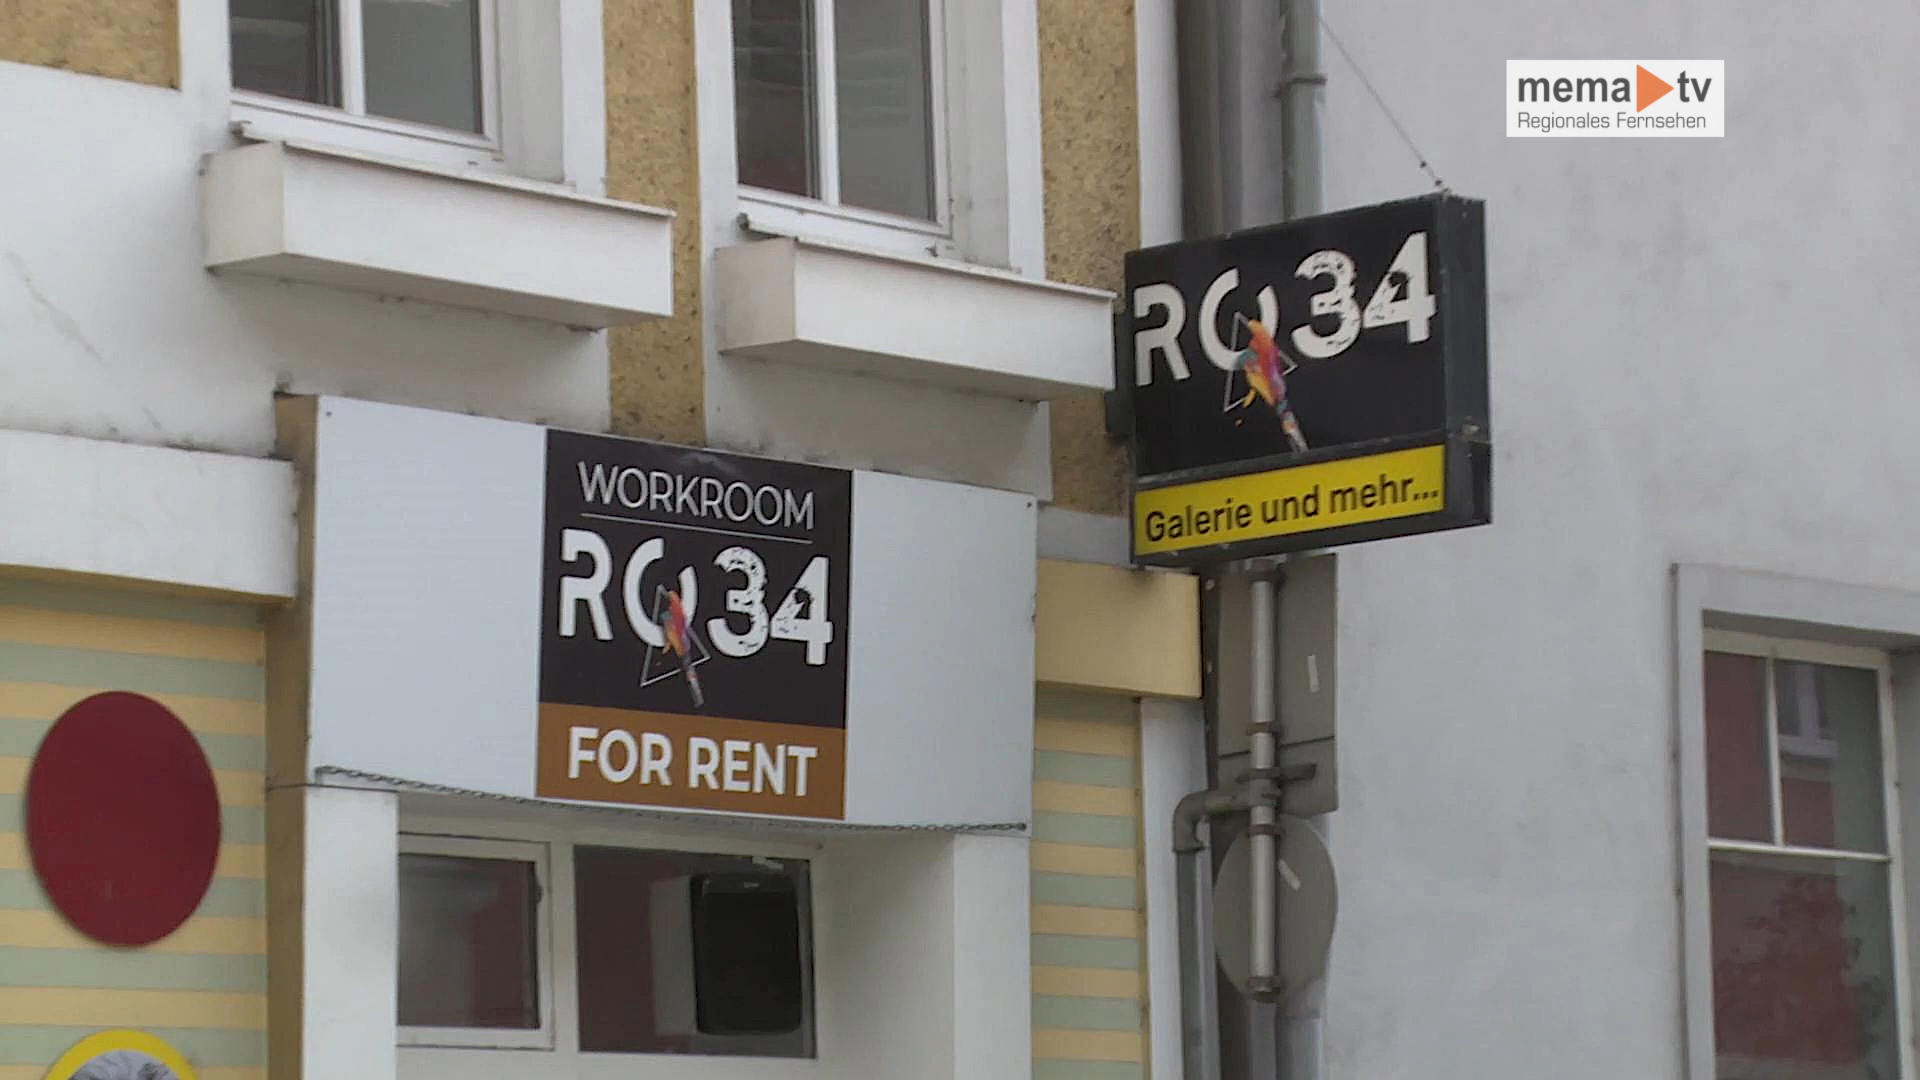 mema tv
Regionales Fernsehen
RO34
Galerie und mehr...
WORKROOM
RO34
FOR RENT